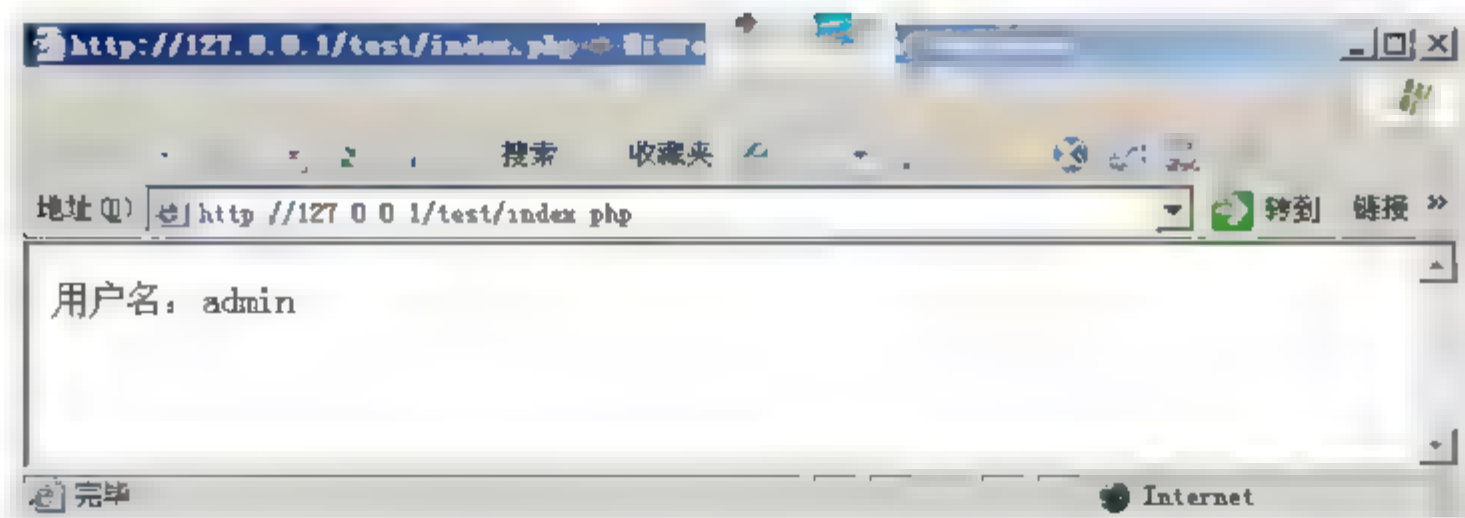 http://127.0.0.1/test/index.php - Micro
搜索 收藏夹
地址(D) http //127 0 0 1/test/index php 转到 链接 »
用户名：admin
完毕 Internet